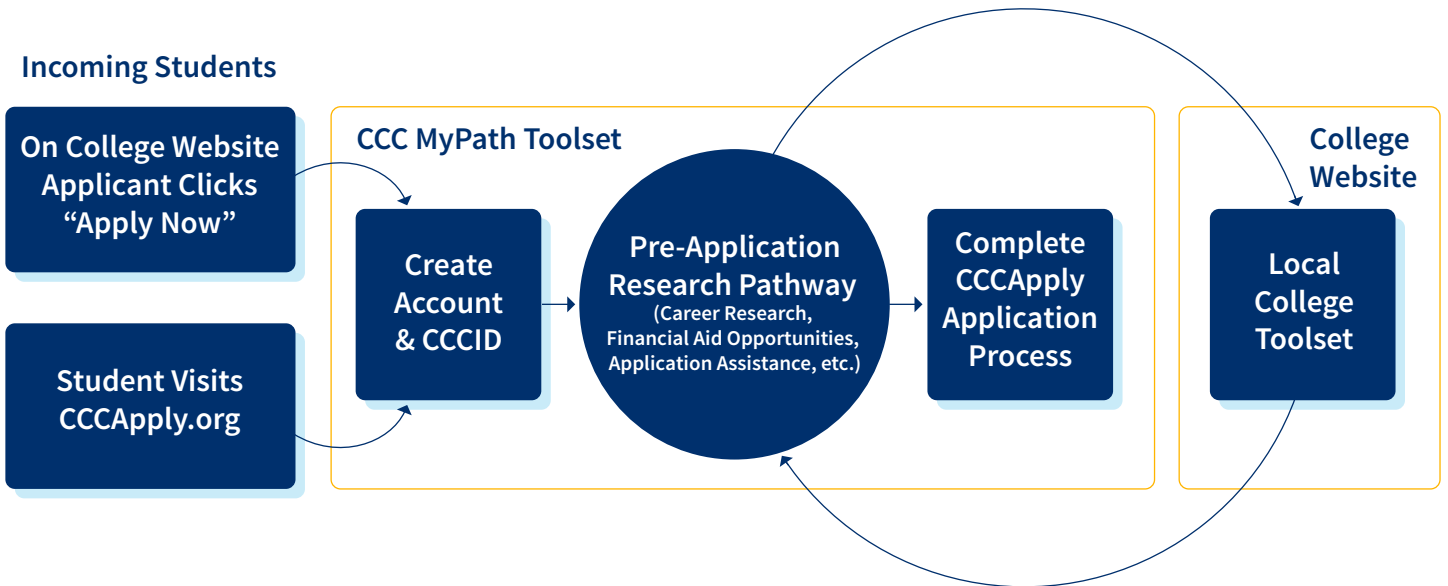 Incoming Students
On College Website
Applicant Clicks
“Apply Now”
Student Visits
CCCApply.org
CCC MyPath Toolset
Create
Account
& CCCID
Pre-Application
Research Pathway
(Career Research,
Financial Aid Opportunities,
Application Assistance, etc.)
Complete
CCCApply
Application
Process
College
Website
Local
College
Toolset